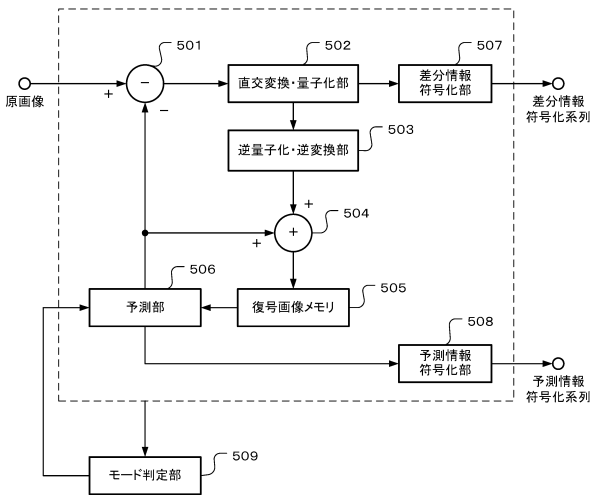 501
502
507
-
直交変換・量子化部
差分情報
符号化部
原画像
+
-
差分情報
符号化系列
503
逆量子化・逆変換部
+
504
+
+
506
予測部
505
復号画像メモリ
508
予測情報
符号化部
予測情報
符号化系列
509
モード判定部